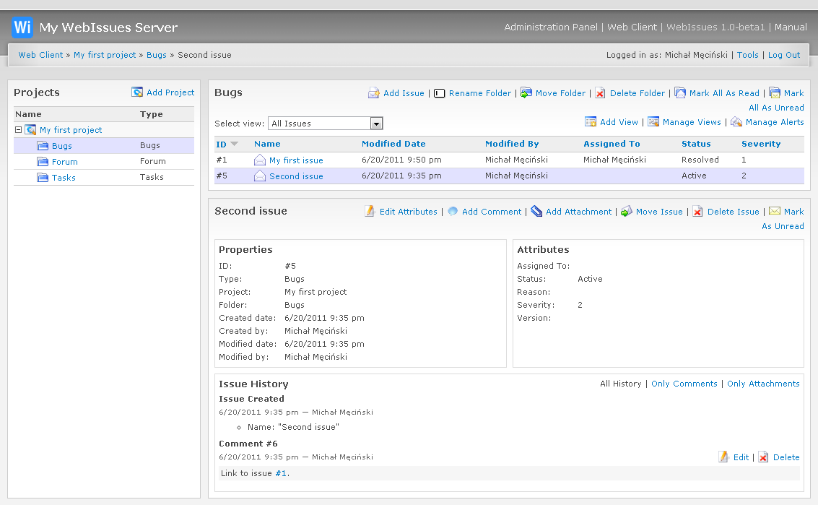 Wi My WebIssues Server
Administration Panel | Web Client | WebIssues 1.0-beta1 | Manual
Web Client » My first project » Bugs » Second issue
Logged in as: Michał Męciński | Tools | Log Out
Projects
Add Project
Name Type
My first project
Bugs Bugs
Forum Forum
Tasks Tasks
Bugs
Add Issue | Rename Folder | Move Folder | Delete Folder | Mark All As Read | Mark
All As Unread
Select view: All Issues
Add View | Manage Views | Manage Alerts
ID Name Modified Date Modified By Assigned To Status Severity
#1 My first issue 6/20/2011 9:50 pm Michał Męciński Michał Męciński Resolved 1
#5 Second issue 6/20/2011 9:35 pm Michał Męciński Active 2
Second issue
Edit Attributes | Add Comment | Add Attachment | Move Issue | Delete Issue | Mark
As Unread
Properties
ID: #5
Type: Bugs
Project: My first project
Folder: Bugs
Created date: 6/20/2011 9:35 pm
Created by: Michał Męciński
Modified date: 6/20/2011 9:35 pm
Modified by: Michał Męciński
Attributes
Assigned To:
Status: Active
Reason:
Severity: 2
Version:
Issue History
All History | Only Comments | Only Attachments
Issue Created
6/20/2011 9:35 pm — Michał Męciński
Name: "Second issue"
Comment #6
6/20/2011 9:35 pm — Michał Męciński
Edit | Delete
Link to issue #1.